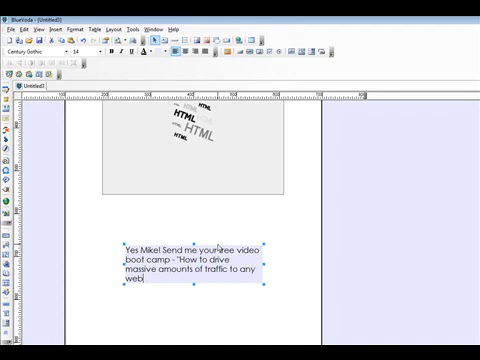 BlueVoda - [Untitled3]
File Edit View Insert Format Table Layout Tools Window Help
Century Gothic 14
Untitled3
HTML
HTML
HTML
HTML
HTML
Yes Mike! Send me your free video
boot camp - "How to drive
massive amounts of traffic to any
web